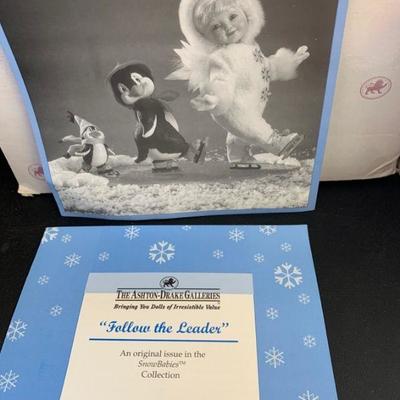 THE ASHTON-DRAKE GALLERIES
Bringing You Dolls of Irresistible Value
"Follow the Leader"
An original issue in the
SnowBabies™
Collection